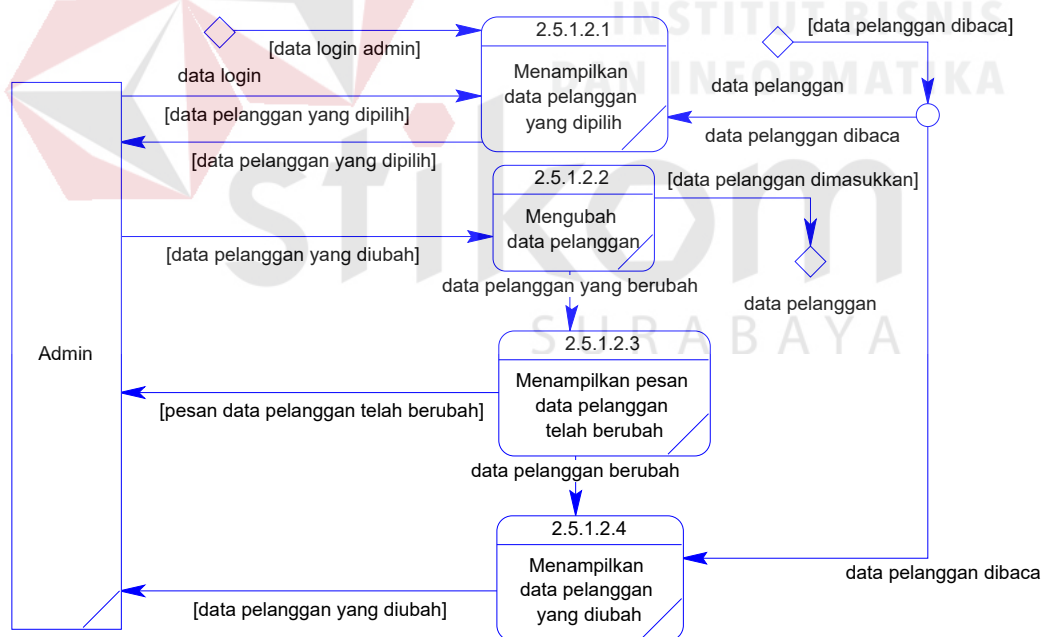 INSTITUT BISNIS
DAN INFORMATIKA
stikom
SURABAYA
[data login admin]
data login
2.5.1.2.1
Menampilkan
data pelanggan
yang dipilih
[data pelanggan dibaca]
data pelanggan
[data pelanggan yang dipilih]
data pelanggan dibaca
[data pelanggan yang dipilih]
2.5.1.2.2
Mengubah
data pelanggan
[data pelanggan dimasukkan]
[data pelanggan yang diubah]
data pelanggan yang berubah
data pelanggan
Admin
2.5.1.2.3
Menampilkan pesan
data pelanggan
telah berubah
[pesan data pelanggan telah berubah]
data pelanggan berubah
2.5.1.2.4
Menampilkan
data pelanggan
yang diubah
data pelanggan dibaca
[data pelanggan yang diubah]